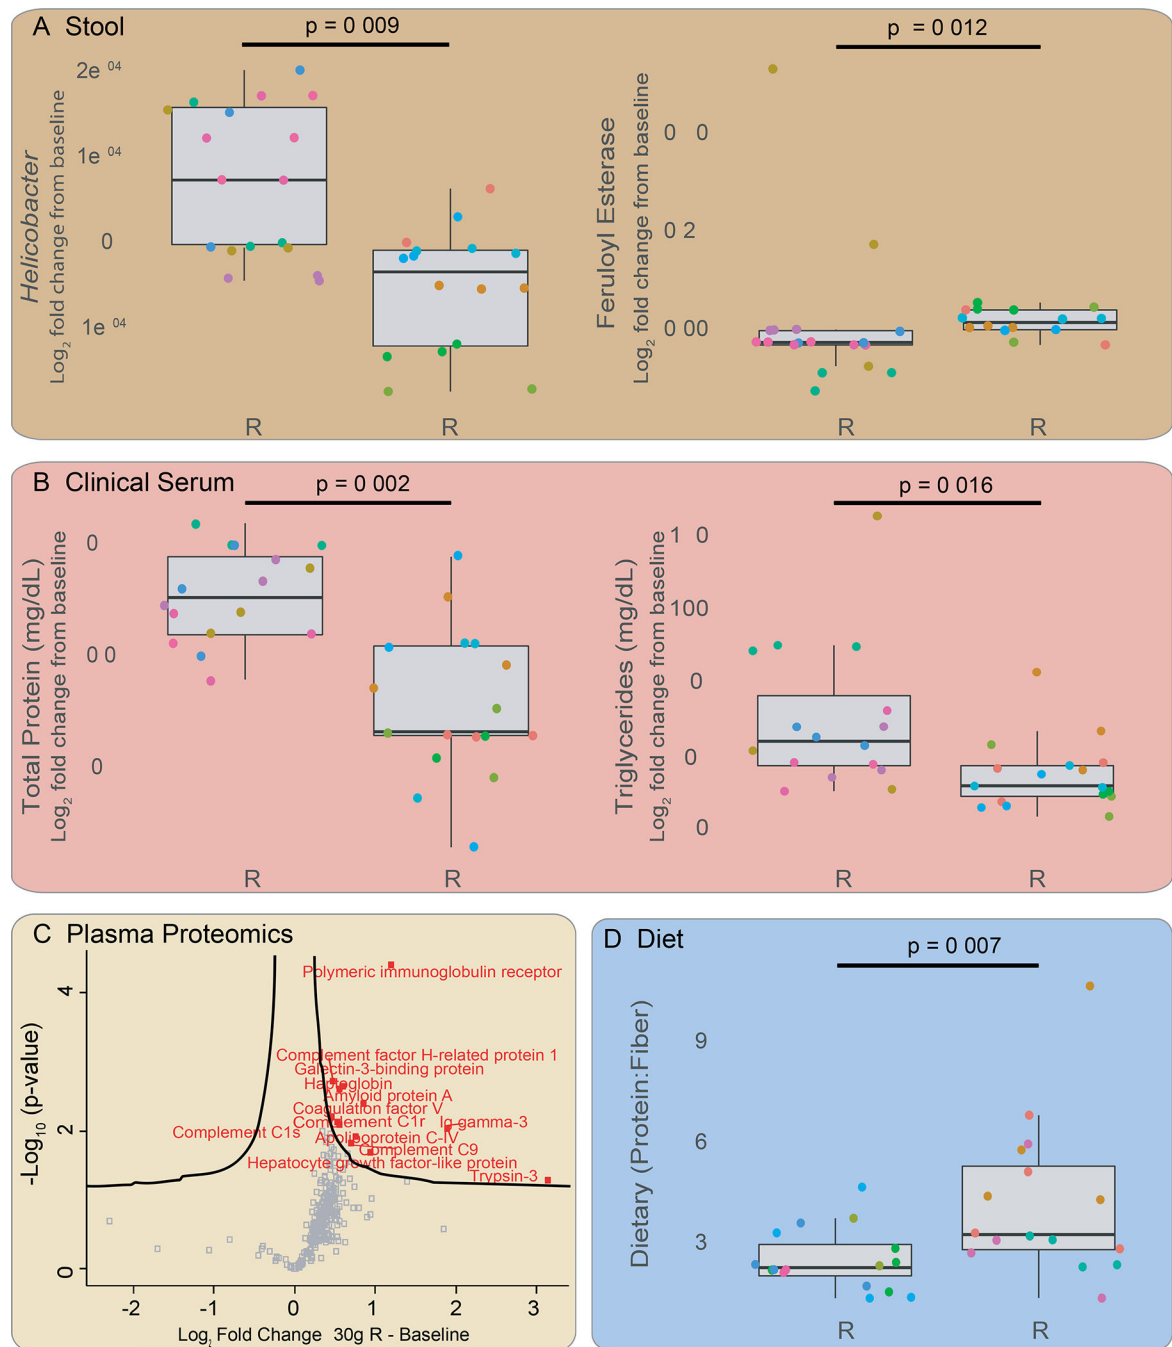 A Stool
p = 0 009
p = 0 012
Helicobacter
Log2 fold change from baseline
2e 04
1e 04
0
1e 04
R
R
Feruloyl Esterase
Log2 fold change from baseline
0 0
0 2
0 00
R
R
B Clinical Serum
p = 0 002
p = 0 016
Total Protein (mg/dL)
Log2 fold change from baseline
0
0 0
0
R
R
Triglycerides (mg/dL)
Log2 fold change from baseline
1 0
100
0
0
0
R
R
C Plasma Proteomics
-Log10 (p-value)
4
2
0
Polymeric immunoglobulin receptor
Complement factor H-related protein 1
Galectin-3-binding protein
Haptoglobin
Amyloid protein A
Coagulation factor V
Complement C1r
Ig gamma-3
Complement C1s
Apolipoprotein C-IV
Complement C9
Hepatocyte growth factor-like protein
Trypsin-3
-2 -1 0 1 2 3
Log2 Fold Change 30g R - Baseline
D Diet
p = 0 007
Dietary (Protein:Fiber)
9
6
3
R
R